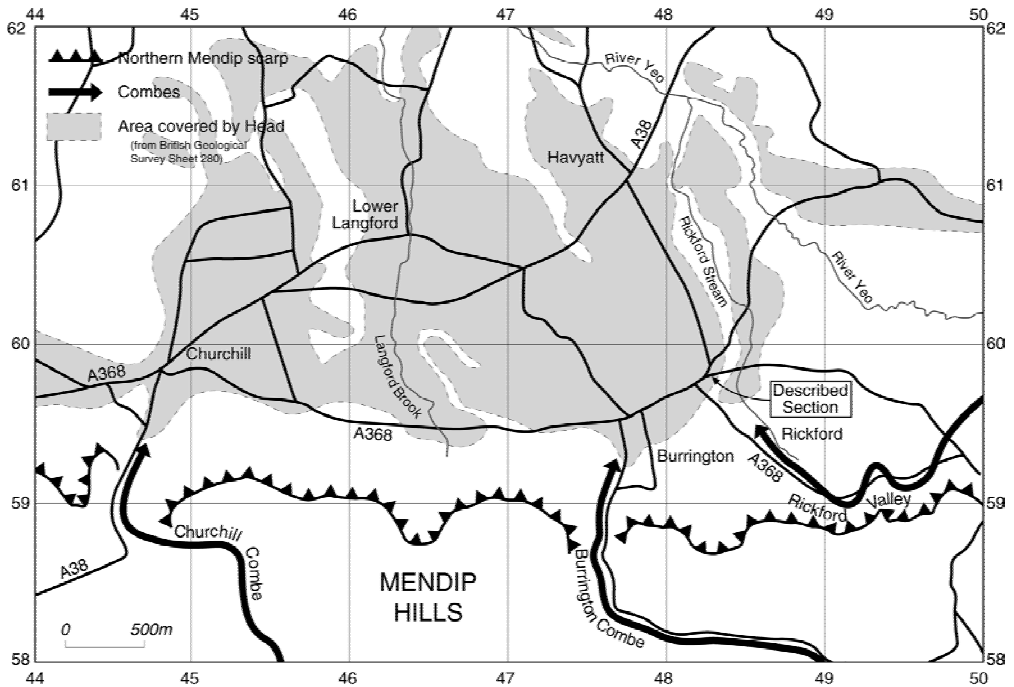 44 45 46 47 48 49 50
62
62
Northern Mendip scarp
Combes
Area covered by Head
(from British Geological
Survey Sheet 280)
River Yeo
A38
Havyatt
61
61
Lower
Langford
Rickford Stream
River Yeo
60
60
Churchill
A368
Langford Brook
Described
Section
A368
Rickford
Burrington
A368
59
59
Rickford Valley
Churchill Combe
A38
MENDIP
HILLS
Burrington Combe
0 500m
58
58
44 45 46 47 48 49 50